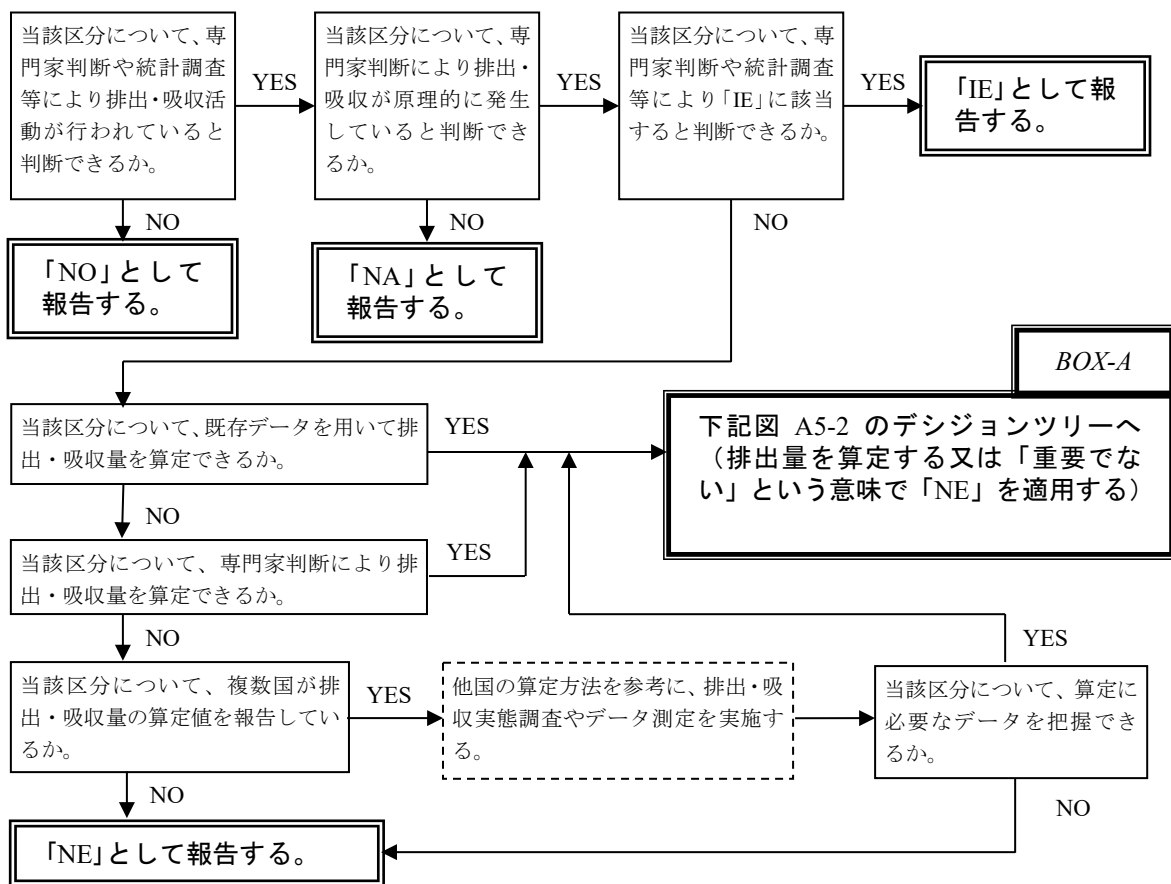 当該区分について、専
門家判断や統計調査
等により排出・吸収活
動が行われていると
判断できるか。
YES
当該区分について、専
門家判断により排出・
吸収が原理的に発生
していると判断でき
るか。
YES
当該区分について、専
門家判断や統計調査
等により「IE」に該当
すると判断できるか。
YES
「IE」として報
告する。
NO
NO
NO
「NO」として
報告する。
「NA」として
報告する。
BOX-A
下記図 A5-2 のデシジョンツリーへ
（排出量を算定する又は「重要でな
い」という意味で「NE」を適用する）
当該区分について、既存データを用いて排
出・吸収量を算定できるか。
YES
NO
当該区分について、専門家判断により排
出・吸収量を算定できるか。
YES
NO
当該区分について、複数国が排
出・吸収量の算定値を報告してい
るか。
YES
他国の算定方法を参考に、排出・吸
収実態調査やデータ測定を実施す
る。
YES
当該区分について、算定に
必要なデータを把握でき
るか。
NO
NO
「NE」として報告する。